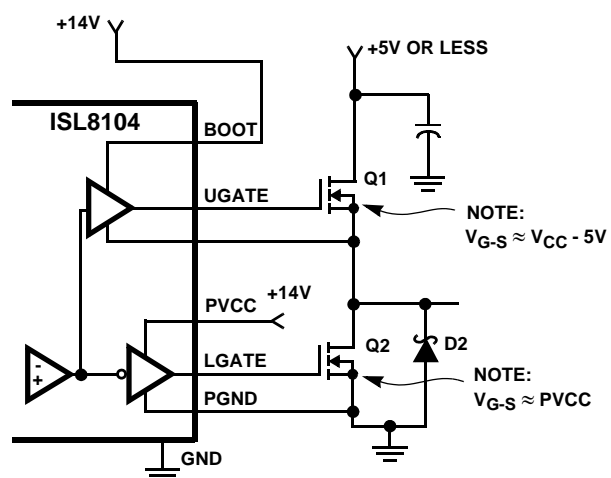 +14V
+5V OR LESS
ISL8104
BOOT
Q1
UGATE
NOTE:
VG-S ≈ VCC - 5V
PVCC
+14V
Q2
D2
LGATE
NOTE:
VG-S ≈ PVCC
PGND
- +
GND